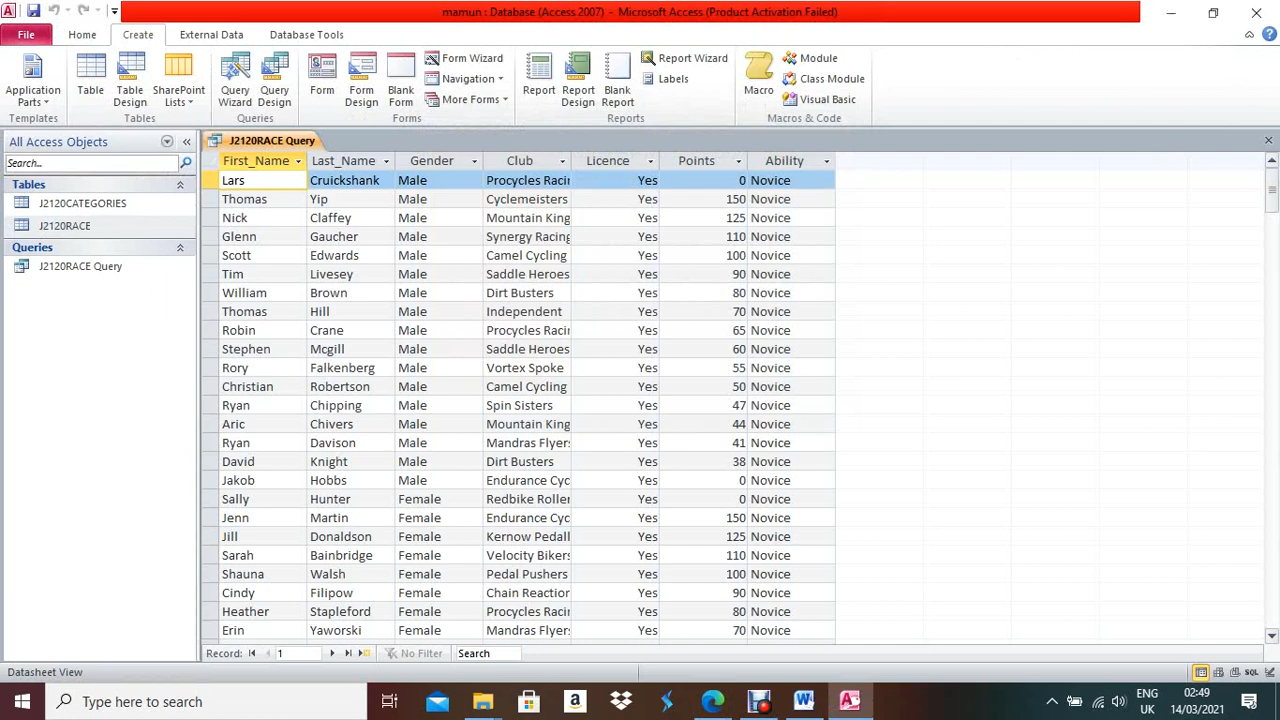 mamun : Database (Access 2007) - Microsoft Access (Product Activation Failed)
File Home Create External Data Database Tools
Application Parts Table Table Design SharePoint Lists Query Wizard Query Design Form Form Design Blank Form Form Wizard Navigation More Forms Report Report Design Blank Report Report Wizard Labels Macro Module Class Module Visual Basic
Templates Tables Queries Forms Reports Macros & Code
All Access Objects
Search...
Tables
J2120CATEGORIES
J2120RACE
Queries
J2120RACE Query
J2120RACE Query
First_Name Last_Name Gender Club Licence Points Ability
Lars Cruickshank Male Procycles Racin Yes 0 Novice
Thomas Yip Male Cyclemeisters Yes 150 Novice
Nick Claffey Male Mountain King Yes 125 Novice
Glenn Gaucher Male Synergy Racing Yes 110 Novice
Scott Edwards Male Camel Cycling Yes 100 Novice
Tim Livesey Male Saddle Heroes Yes 90 Novice
William Brown Male Dirt Busters Yes 80 Novice
Thomas Hill Male Independent Yes 70 Novice
Robin Crane Male Procycles Racin Yes 65 Novice
Stephen Mcgill Male Saddle Heroes Yes 60 Novice
Rory Falkenberg Male Vortex Spoke Yes 55 Novice
Christian Robertson Male Camel Cycling Yes 50 Novice
Ryan Chipping Male Spin Sisters Yes 47 Novice
Aric Chivers Male Mountain King Yes 44 Novice
Ryan Davison Male Mandras Flyers Yes 41 Novice
David Knight Male Dirt Busters Yes 38 Novice
Jakob Hobbs Male Endurance Cyc Yes 0 Novice
Sally Hunter Female Redbike Roller Yes 0 Novice
Jenn Martin Female Endurance Cyc Yes 150 Novice
Jill Donaldson Female Kernow Pedall Yes 125 Novice
Sarah Bainbridge Female Velocity Bikers Yes 110 Novice
Shauna Walsh Female Pedal Pushers Yes 100 Novice
Cindy Filipow Female Chain Reaction Yes 90 Novice
Heather Stapleford Female Procycles Racin Yes 80 Novice
Erin Yaworski Female Mandras Flyers Yes 70 Novice
Record: 1 No Filter Search
Datasheet View SQL
Type here to search
ENG 02:49
UK 14/03/2021